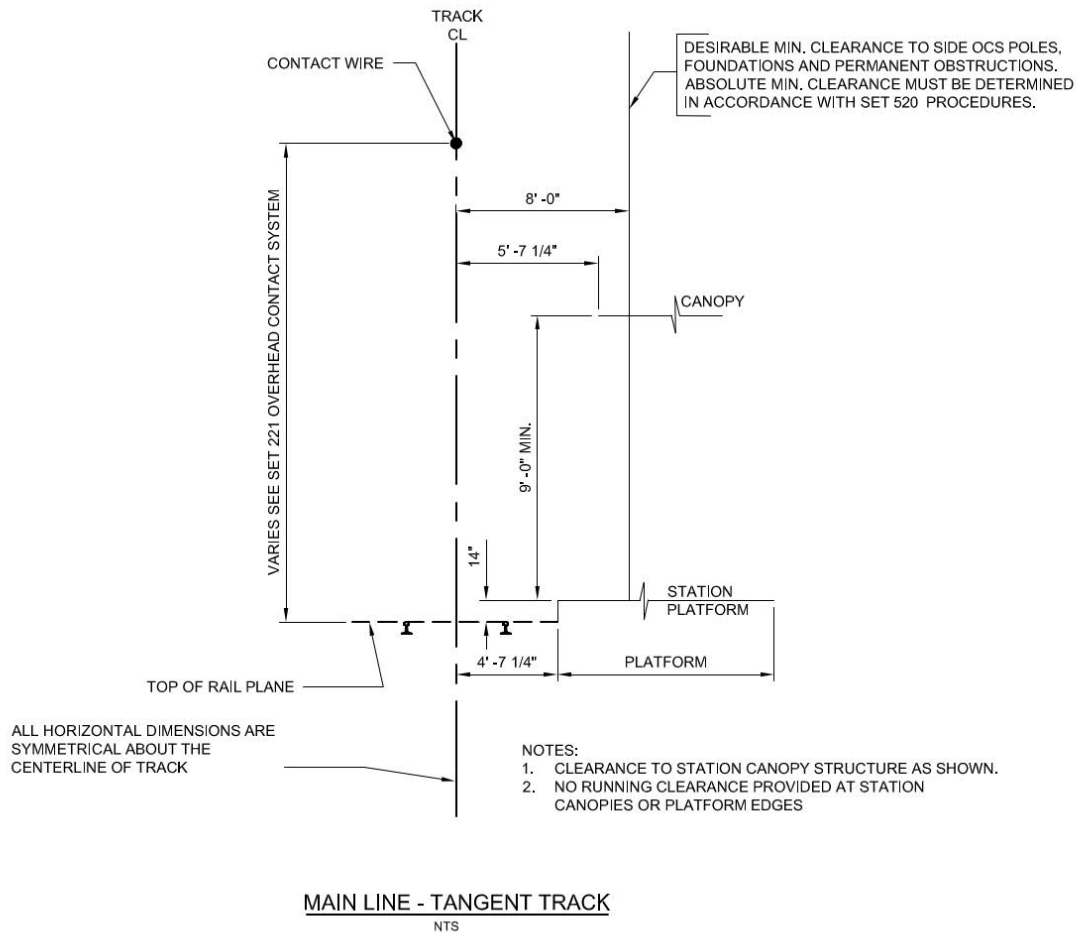 TRACK
CL
CONTACT WIRE
DESIRABLE MIN. CLEARANCE TO SIDE OCS POLES,
FOUNDATIONS AND PERMANENT OBSTRUCTIONS.
ABSOLUTE MIN. CLEARANCE MUST BE DETERMINED
IN ACCORDANCE WITH SET 520 PROCEDURES.
8' -0"
5' -7 1/4"
VARIES SEE SET 221 OVERHEAD CONTACT SYSTEM
CANOPY
9' -0" MIN.
14"
STATION
PLATFORM
4' -7 1/4"
PLATFORM
TOP OF RAIL PLANE
ALL HORIZONTAL DIMENSIONS ARE
SYMMETRICAL ABOUT THE
CENTERLINE OF TRACK
NOTES:
1. CLEARANCE TO STATION CANOPY STRUCTURE AS SHOWN.
2. NO RUNNING CLEARANCE PROVIDED AT STATION
CANOPIES OR PLATFORM EDGES
MAIN LINE - TANGENT TRACK
NTS